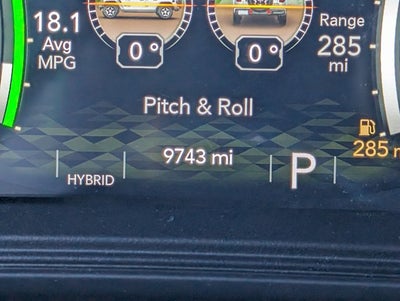 18.1
Avg
MPG
0 °
0 °
Range
285
mi
Pitch & Roll
HYBRID
9743 mi
P
285